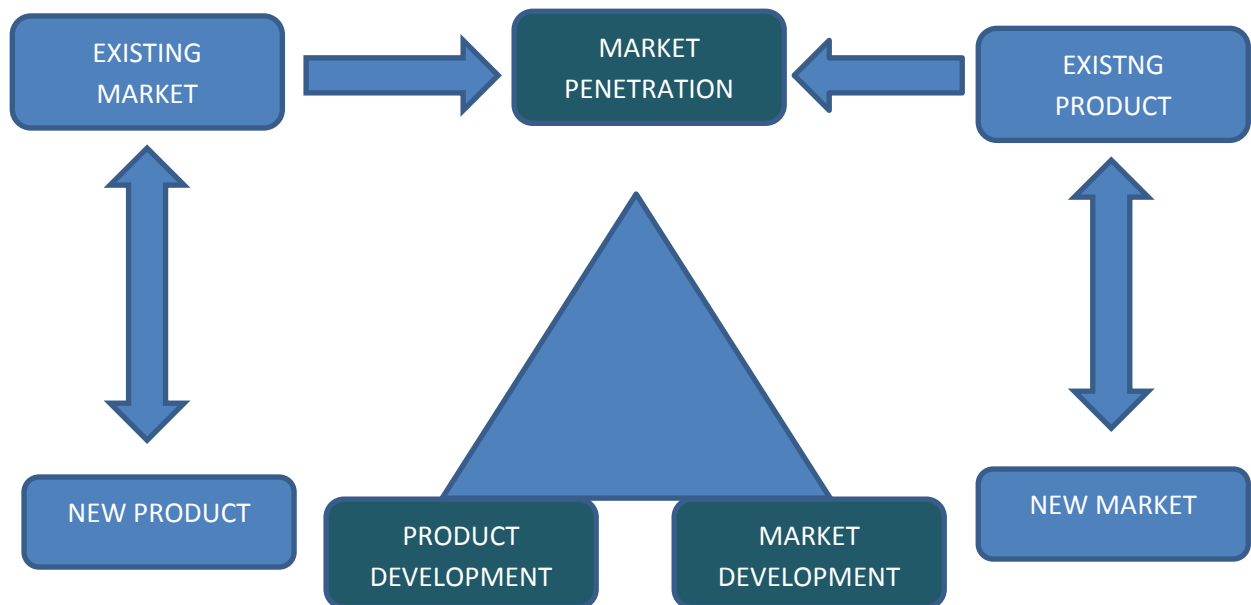 EXISTING
MARKET
MARKET
PENETRATION
EXISTNG
PRODUCT
NEW PRODUCT
PRODUCT
DEVELOPMENT
MARKET
DEVELOPMENT
NEW MARKET